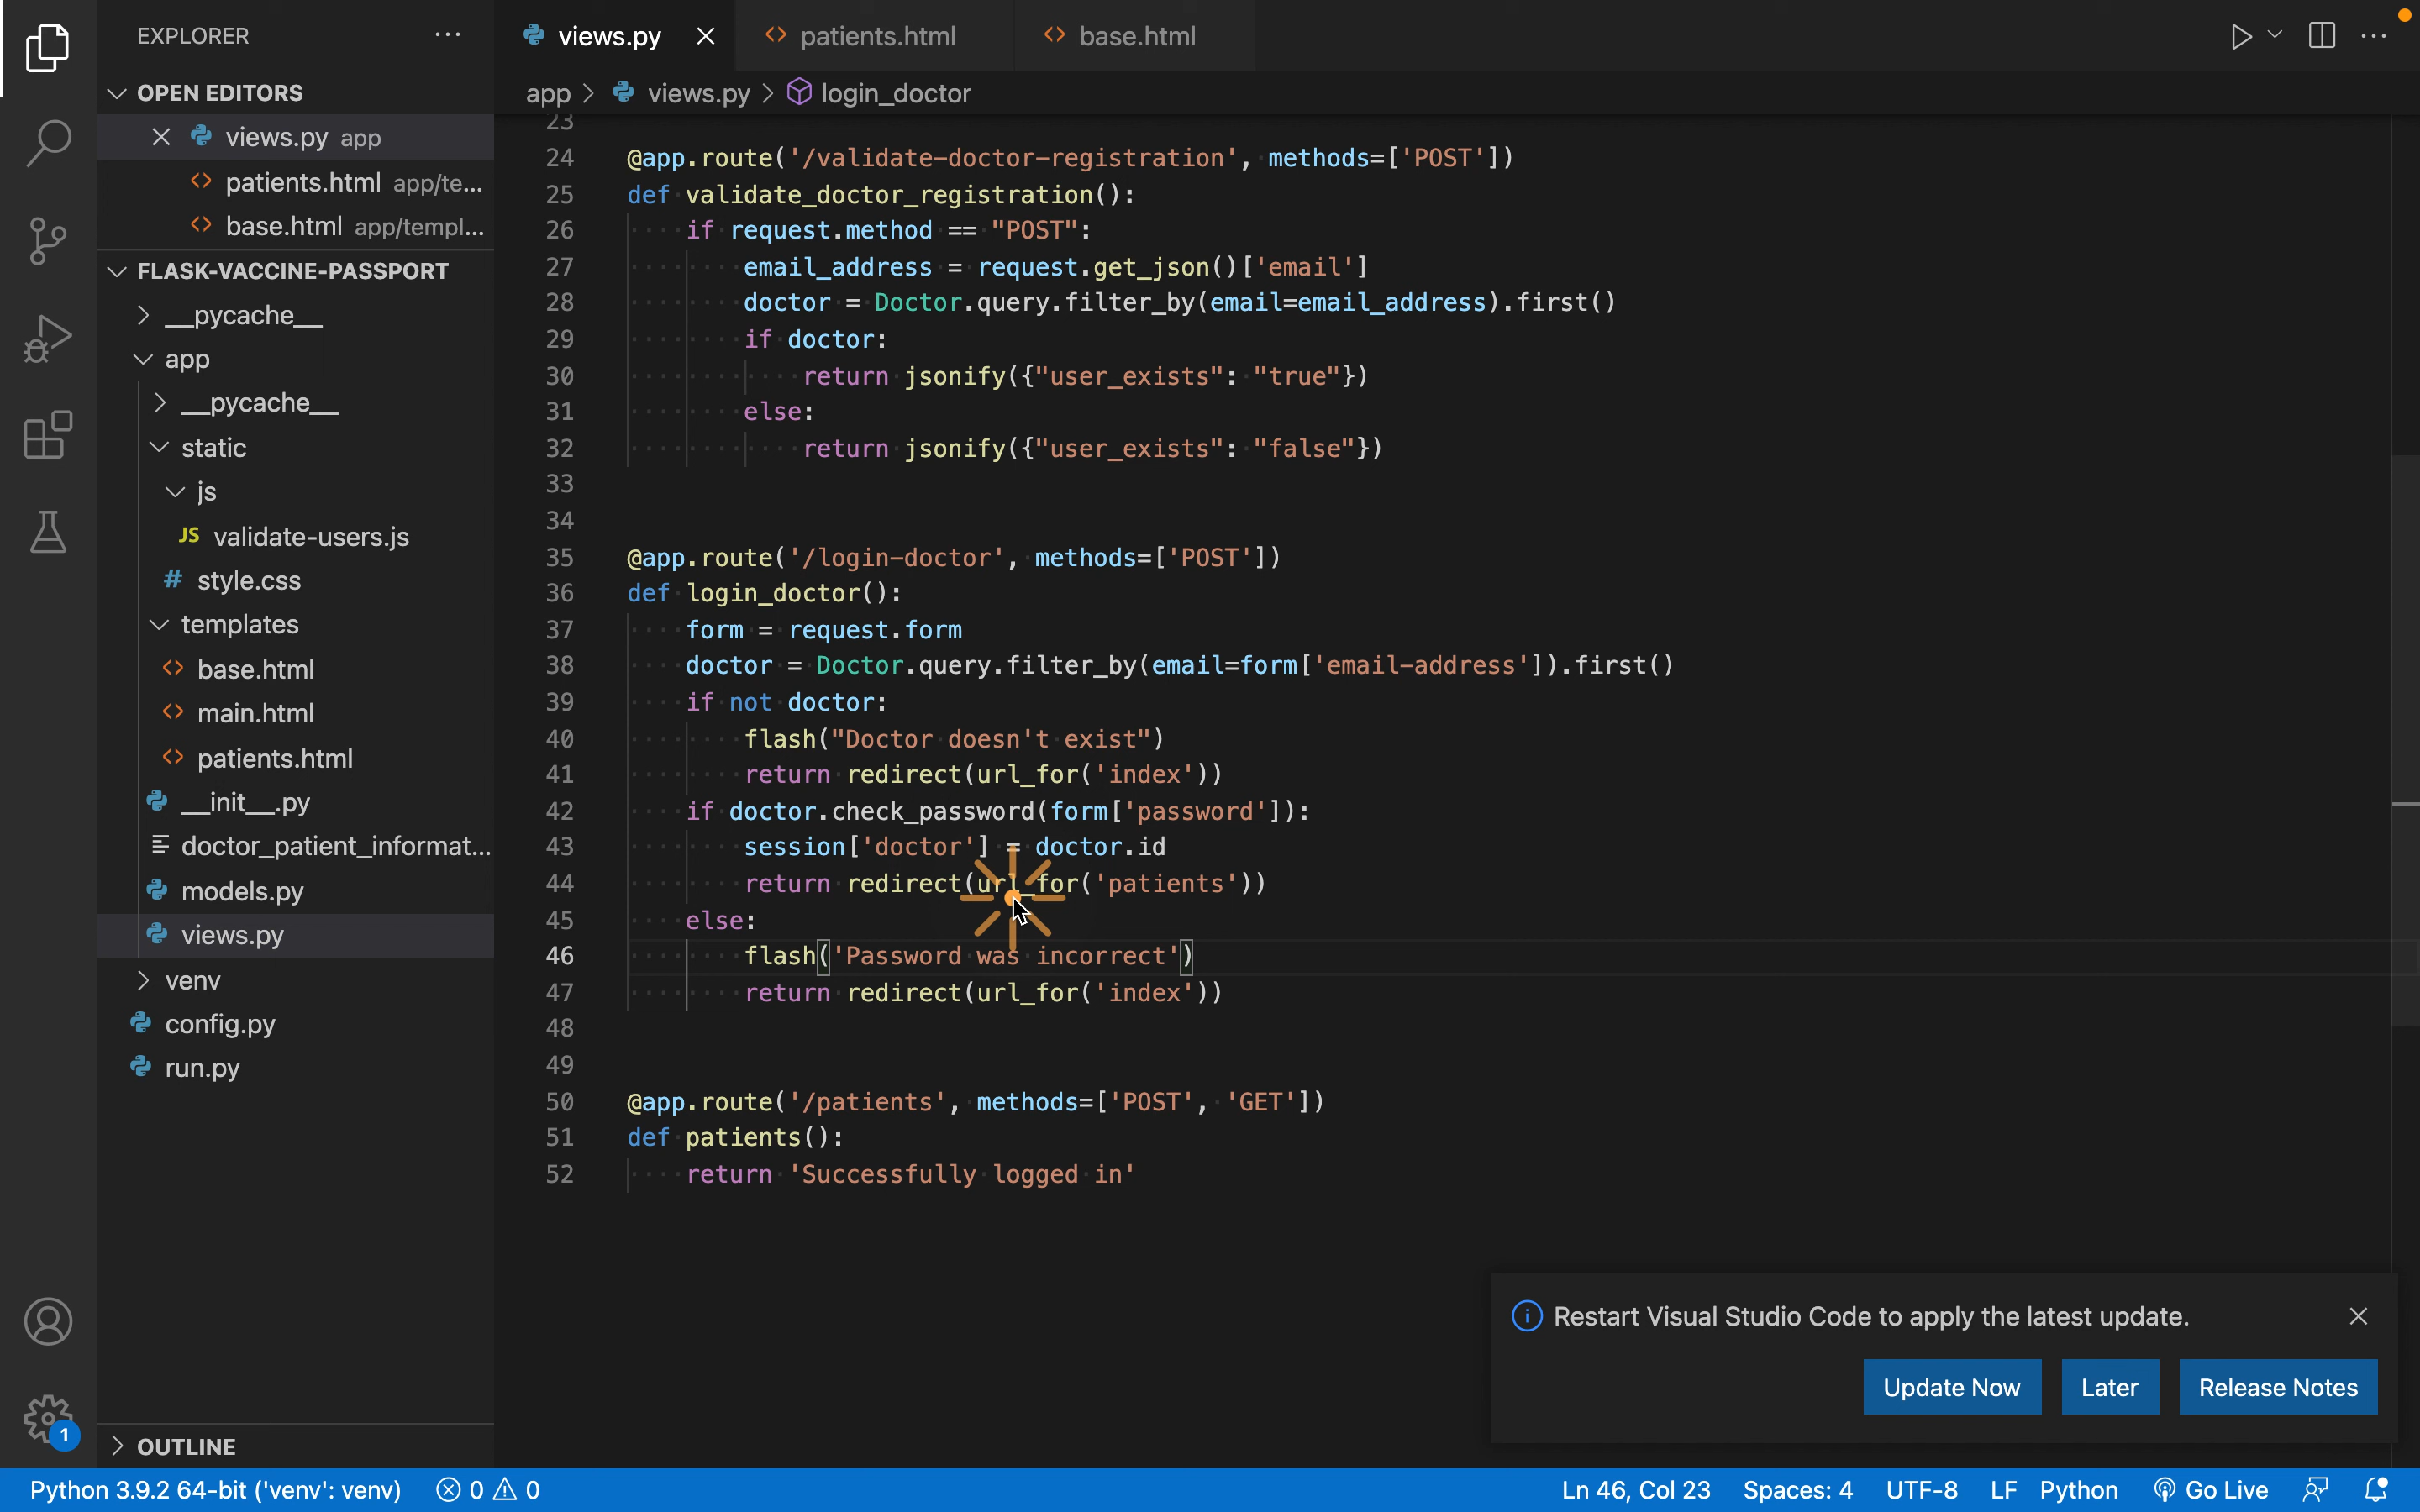 EXPLORER
views.py
patients.html
base.html
OPEN EDITORS
app > views.py > login_doctor
views.py app
patients.html app/te...
base.html app/templ...
FLASK-VACCINE-PASSPORT
__pycache__
app
__pycache__
static
js
JS validate-users.js
# style.css
templates
base.html
main.html
patients.html
__init__.py
doctor_patient_informat...
models.py
views.py
venv
config.py
run.py
OUTLINE
23
24 @app.route('/validate-doctor-registration', methods=['POST'])
25 def validate_doctor_registration():
26 if request.method == "POST":
27 email_address = request.get_json()['email']
28 doctor = Doctor.query.filter_by(email=email_address).first()
29 if doctor:
30 return jsonify({"user_exists": "true"})
31 else:
32 return jsonify({"user_exists": "false"})
33
34
35 @app.route('/login-doctor', methods=['POST'])
36 def login_doctor():
37 form = request.form
38 doctor = Doctor.query.filter_by(email=form['email-address']).first()
39 if not doctor:
40 flash("Doctor doesn't exist")
41 return redirect(url_for('index'))
42 if doctor.check_password(form['password']):
43 session['doctor'] = doctor.id
44 return redirect(url_for('patients'))
45 else:
46 flash('Password was incorrect')
47 return redirect(url_for('index'))
48
49
50 @app.route('/patients', methods=['POST', 'GET'])
51 def patients():
52 return 'Successfully logged in'
Restart Visual Studio Code to apply the latest update.
Update Now
Later
Release Notes
1
Python 3.9.2 64-bit ('venv': venv) 0 0 Ln 46, Col 23 Spaces: 4 UTF-8 LF Python Go Live